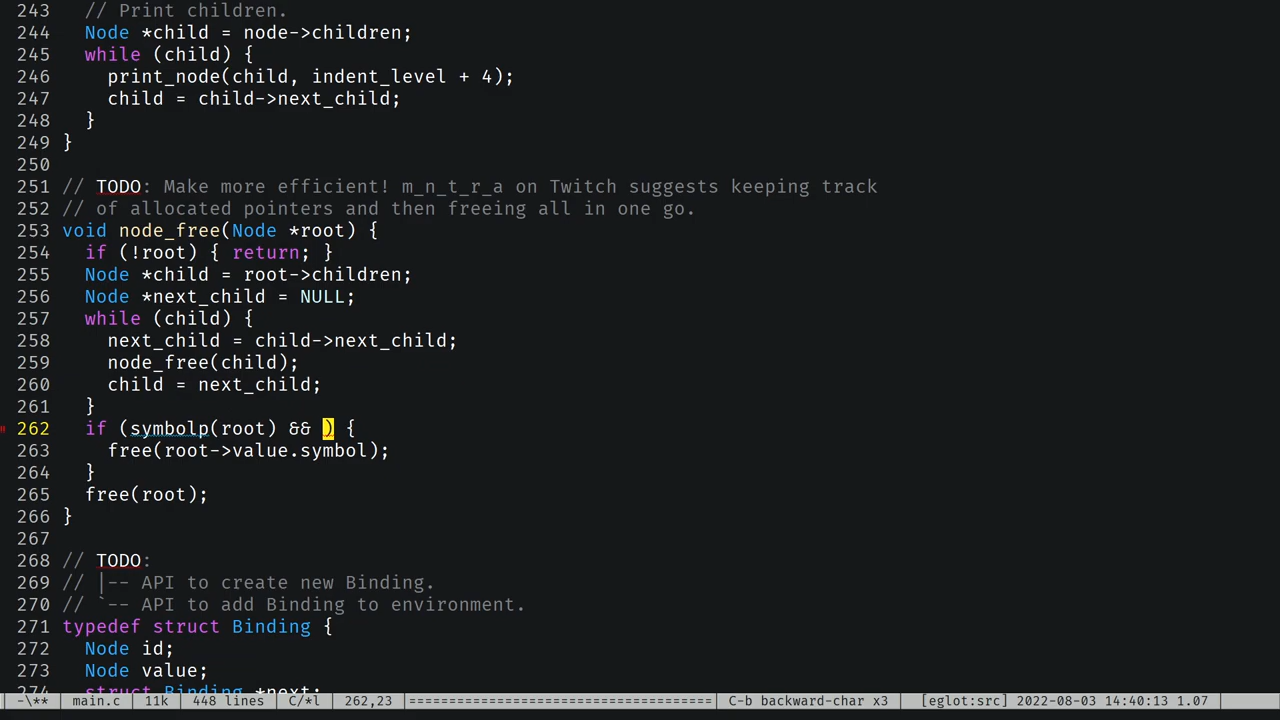 243   // Print children.
244   Node *child = node->children;
245   while (child) {
246     print_node(child, indent_level + 4);
247     child = child->next_child;
248   }
249 }
250
251 // TODO: Make more efficient! m_n_t_r_a on Twitch suggests keeping track
252 // of allocated pointers and then freeing all in one go.
253 void node_free(Node *root) {
254   if (!root) { return; }
255   Node *child = root->children;
256   Node *next_child = NULL;
257   while (child) {
258     next_child = child->next_child;
259     node_free(child);
260     child = next_child;
261   }
262   if (symbolp(root) && ) {
263     free(root->value.symbol);
264   }
265   free(root);
266 }
267
268 // TODO:
269 // |-- API to create new Binding.
270 // `-- API to add Binding to environment.
271 typedef struct Binding {
272   Node id;
273   Node value;
274   struct Binding *next;
-\** main.c 11k 448 lines C/*l 262,23 ================================== C-b backward-char x3 [eglot:src] 2022-08-03 14:40:13 1.07